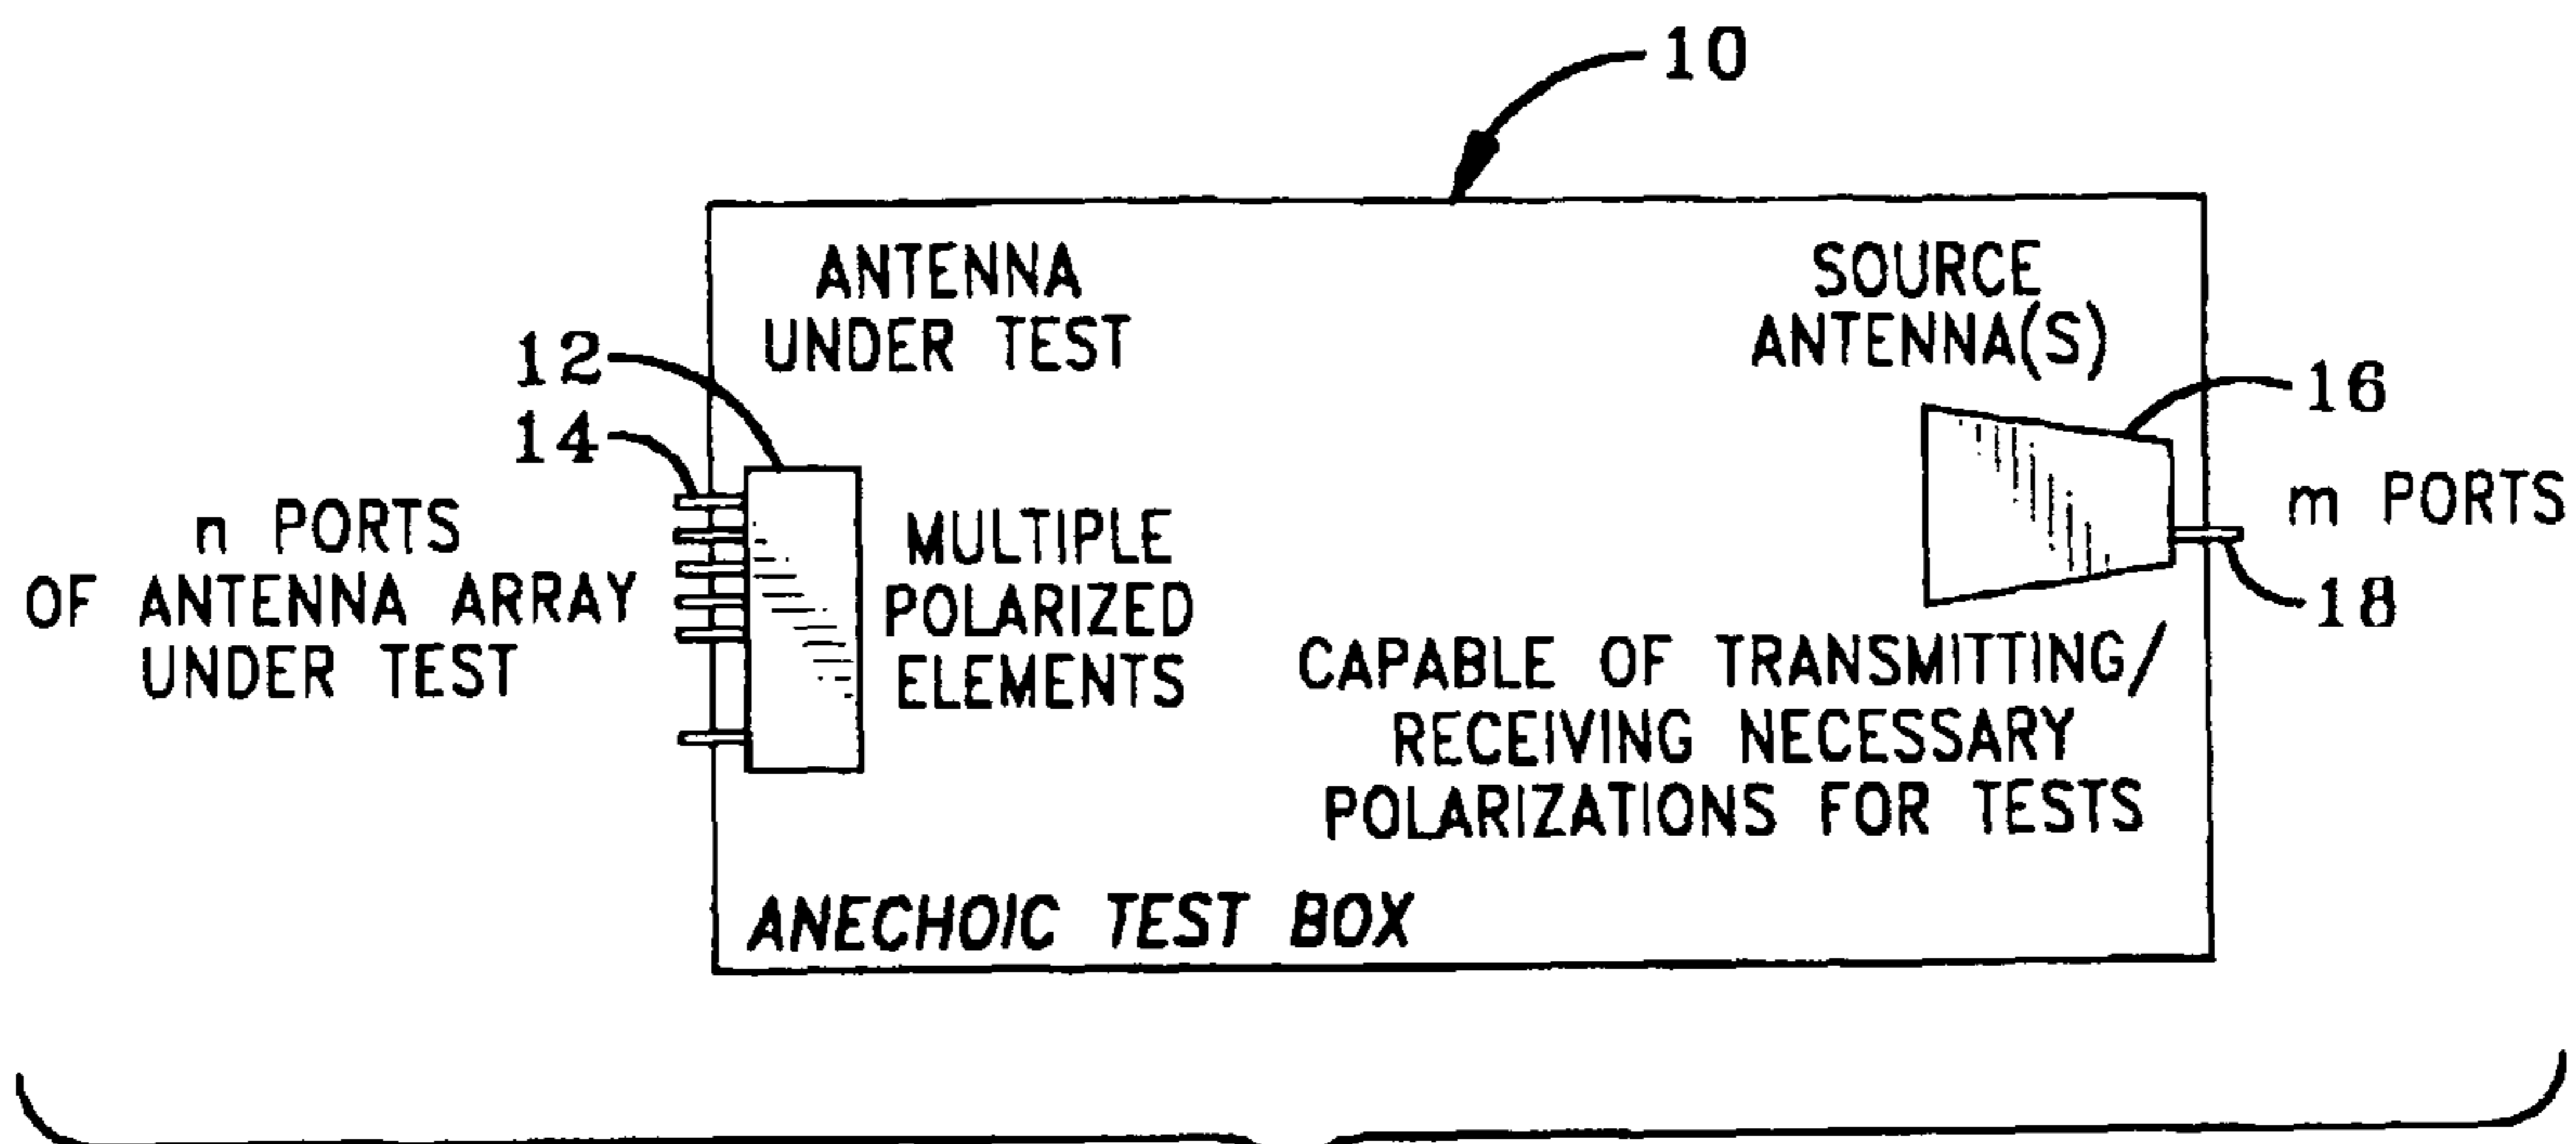 10
ANTENNA
UNDER TEST
SOURCE
ANTENNA(S)
12
14
16
n PORTS
OF ANTENNA ARRAY
UNDER TEST
MULTIPLE
POLARIZED
ELEMENTS
m PORTS
18
CAPABLE OF TRANSMITTING/
RECEIVING NECESSARY
POLARIZATIONS FOR TESTS
ANECHOIC TEST BOX